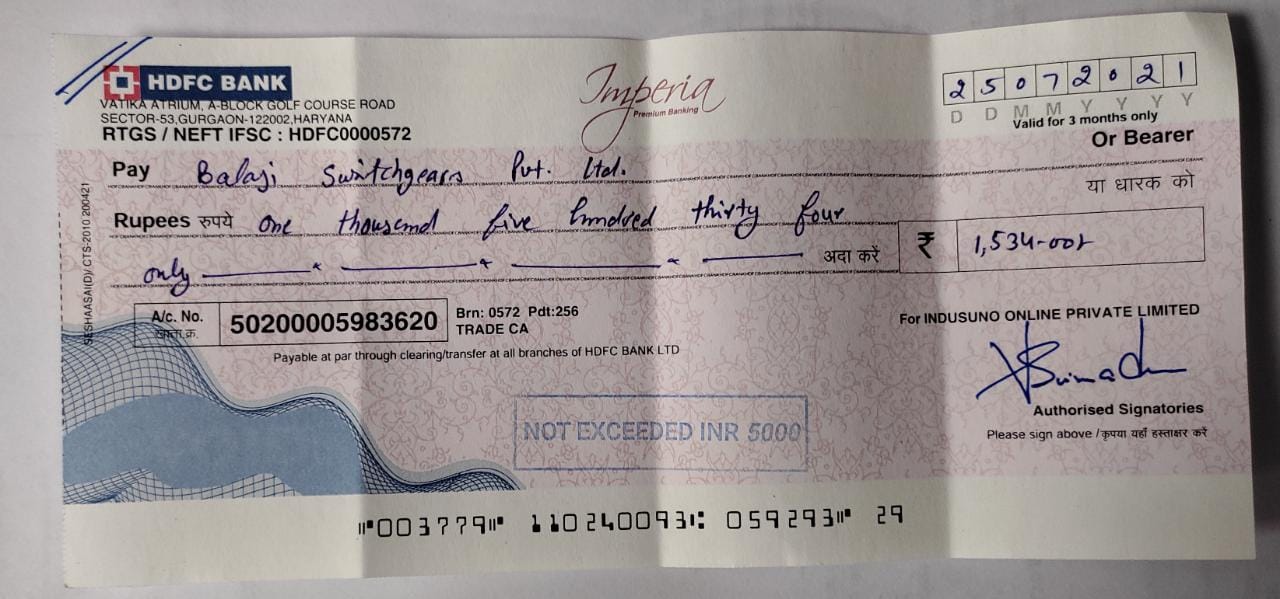 HDFC BANK
VATIKA ATRIUM, A-BLOCK GOLF COURSE ROAD
SECTOR-53,GURGAON-122002,HARYANA
RTGS / NEFT IFSC : HDFC0000572
Imperia
Premium Banking
2 5 0 7 2 0 2 1
D D M M Y Y Y Y
Valid for 3 months only
Pay Balaji Switchgears Pvt. Ltd. Or Bearer
या धारक को
Rupees रुपये one thousand five hundred thirty four
only अदा करें ₹ 1,534-00
SESHAASAI(D)/ CTS-2010 200421
A/c. No. 50200005983620 Brn: 0572 Pdt:256
खाता क्र. TRADE CA
Payable at par through clearing/transfer at all branches of HDFC BANK LTD
For INDUSUNO ONLINE PRIVATE LIMITED
NOT EXCEEDED INR 5000
Authorised Signatories
Please sign above / कृपया यहाँ हस्ताक्षर करें
⑈003779⑈ 110240093⑆ 059293⑈ 29